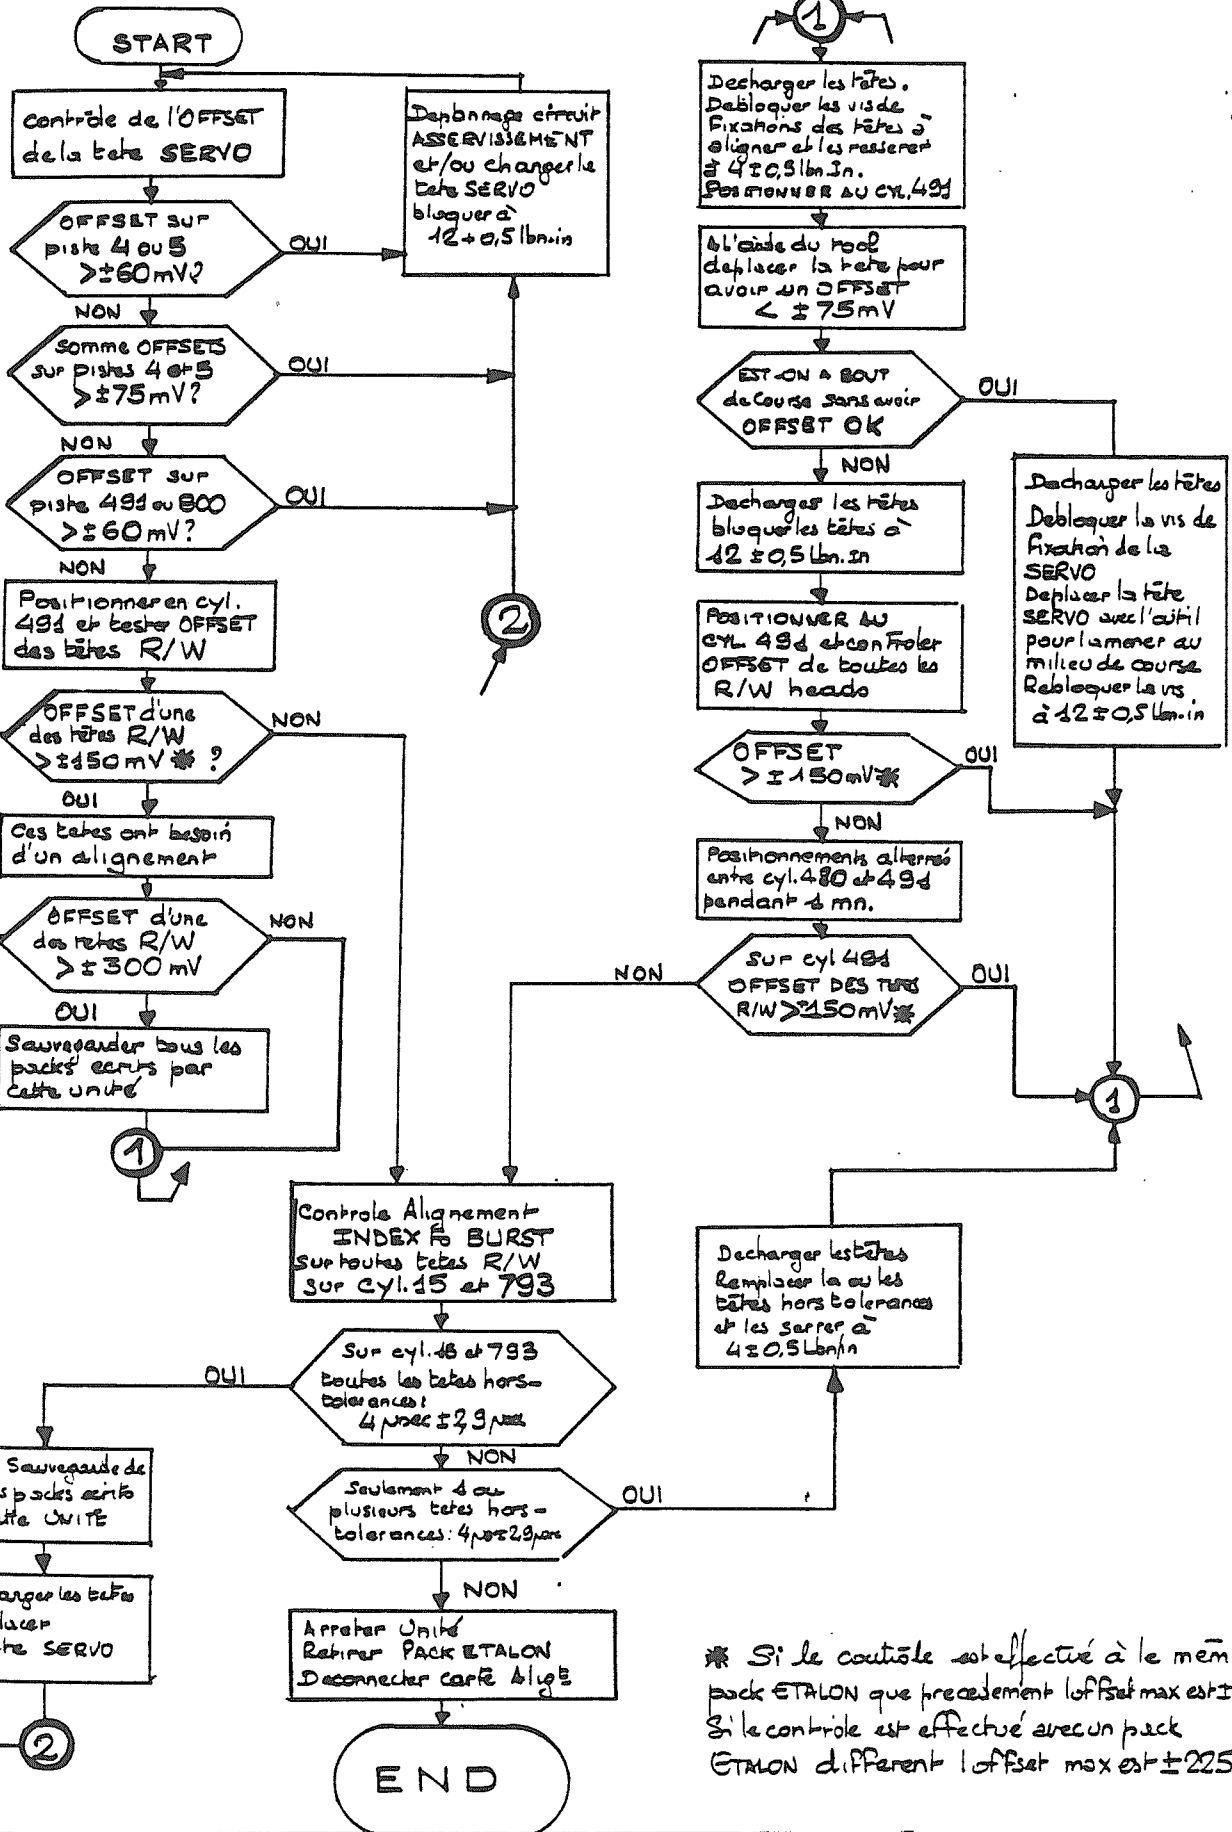 START
contrôle de l'OFFSET
de la tete SERVO
OFFSET sur
piste 4 ou 5
>±60mV?
OUI
NON
Somme OFFSETS
sur pistes 4 et 5
>±75mV?
OUI
NON
OFFSET sur
piste 491 ou 800
>±60mV?
OUI
NON
Positionner en cyl.
491 et tester OFFSET
des têtes R/W
OFFSET d'une
des têtes R/W
>±150mV * ?
NON
OUI
Ces tetes ont besoin
d'un alignement
OFFSET d'une
des tetes R/W
>±300mV
NON
OUI
Sauvegarder tous les
packs ecrits par
cette unité
1
Depannage circuit
ASSERVISSEMENT
et/ou changer le
tete SERVO
bloquer à
12±0,5 lbn.in
2
1
Decharger les têtes.
Debloquer les vis de
Fixations des têtes à
aligner et les resserer
à 4±0,5 lbn.In.
POSITIONNER AU CYL.491
A l'aide du tool
deplacer la tete pour
avoir un OFFSET
< ±75mV
EST-ON A BOUT
de Course sans avoir
OFFSET OK
OUI
NON
Decharger les têtes
bloquer les têtes à
12±0,5 Lbn.In
POSITIONNER AU
CYL 491 et controler
OFFSET de toutes les
R/W heads
OFFSET
>±150mV*
OUI
NON
Positionnements alternés
entre cyl.480 et 491
pendant 1 mn.
Sur cyl 491
OFFSET DES TETES
R/W >±150mV*
NON
OUI
Decharger les têtes
Debloquer la vis de
fixation de la
SERVO
Deplacer la tête
SERVO avec l'outil
pour l'amener au
milieu de course
Rebloquer la vis
à 12±0,5 Lbn.in
1
Controle Alignement
INDEX to BURST
Sur toutes tetes R/W
Sur cyl.15 et 793
Sur cyl.15 et 793
toutes les tetes hors-
tolerances:
4 µsec ±2,9 µsec
OUI
NON
Seulement 1 ou
plusieurs tetes hors-
tolerances: 4µs±2,9µsec
OUI
NON
Arreter Unité
Retirer PACK ETALON
Deconnecter carte Aligt
END
Decharger les têtes
Remplacer la ou les
têtes hors tolerances
et les serrer à
4±0,5 Lbn/in
Sauvegarde de
s packs ecrits
tte UNITE
arger les tetes
lacer
te SERVO
2
* Si le contrôle est effectué à le mêm
pack ETALON que precedement l'offset max est ±
Si le contrôle est effectué avec un pack
ETALON different l'offset max est ±225